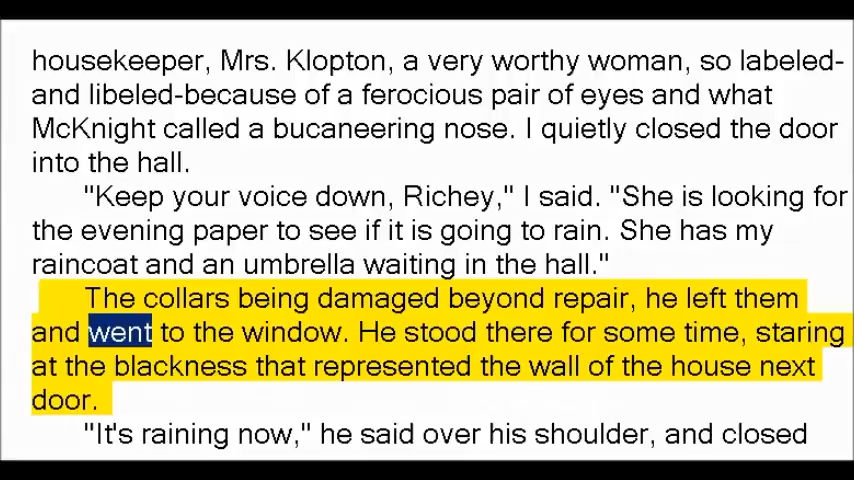 housekeeper, Mrs. Klopton, a very worthy woman, so labeled-
and libeled-because of a ferocious pair of eyes and what
McKnight called a bucaneering nose. I quietly closed the door
into the hall.
"Keep your voice down, Richey," I said. "She is looking for
the evening paper to see if it is going to rain. She has my
raincoat and an umbrella waiting in the hall."
The collars being damaged beyond repair, he left them
and went to the window. He stood there for some time, staring
at the blackness that represented the wall of the house next
door.
"It's raining now," he said over his shoulder, and closed